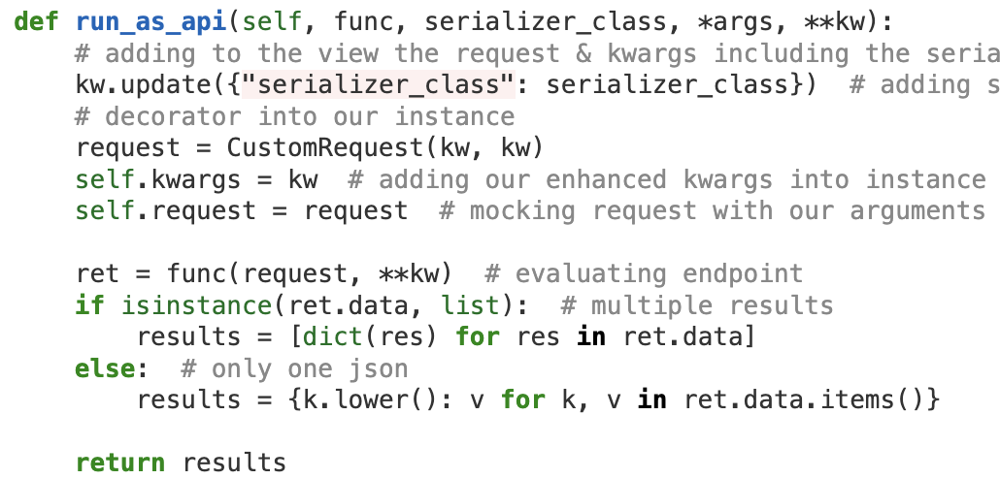 def run_as_api(self, func, serializer_class, *args, **kw):
    # adding to the view the request & kwargs including the seria
    kw.update({"serializer_class": serializer_class})  # adding s
    # decorator into our instance
    request = CustomRequest(kw, kw)
    self.kwargs = kw  # adding our enhanced kwargs into instance
    self.request = request  # mocking request with our arguments

    ret = func(request, **kw)  # evaluating endpoint
    if isinstance(ret.data, list):  # multiple results
        results = [dict(res) for res in ret.data]
    else:  # only one json
        results = {k.lower(): v for k, v in ret.data.items()}

    return results